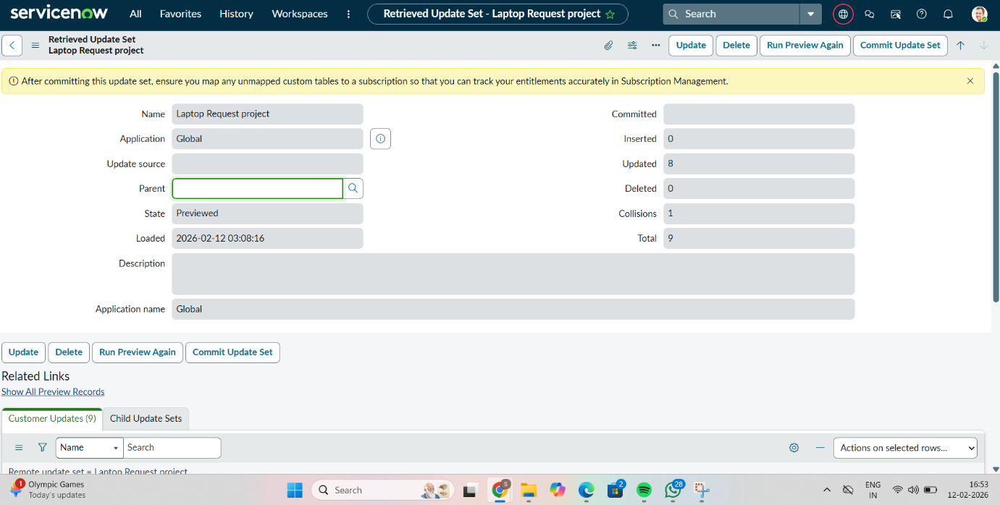 servicenow All Favorites History Workspaces Retrieved Update Set - Laptop Request project Search
Retrieved Update Set
Laptop Request project
Update Delete Run Preview Again Commit Update Set
After committing this update set, ensure you map any unmapped custom tables to a subscription so that you can track your entitlements accurately in Subscription Management.
Name Laptop Request project
Committed
Application Global
Inserted 0
Update source
Updated 8
Parent
Deleted 0
State Previewed
Collisions 1
Loaded 2026-02-12 03:08:16
Total 9
Description
Application name Global
Update Delete Run Preview Again Commit Update Set
Related Links
Show All Preview Records
Customer Updates (9) Child Update Sets
Name Search Actions on selected rows...
Remote update set = Laptop Request project
1 Olympic Games
Today's updates
Search
S
2
28
ENG
IN
16:53
12-02-2026